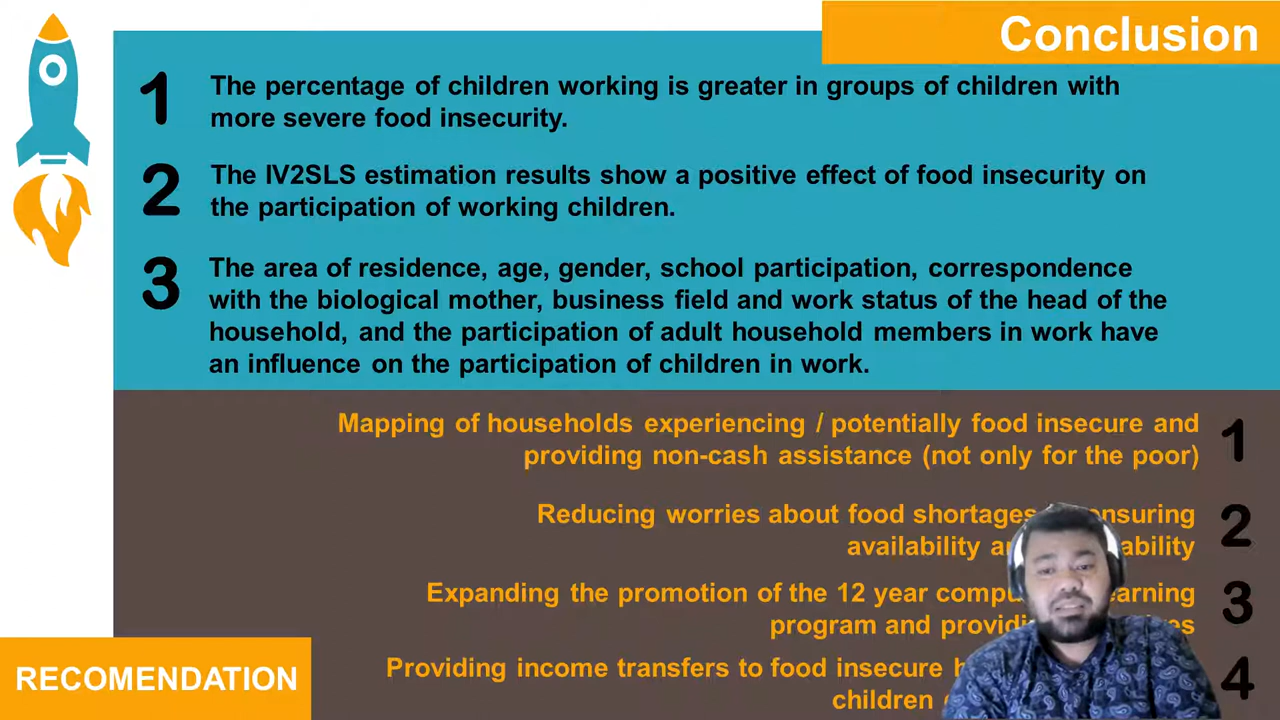 Conclusion
1
The percentage of children working is greater in groups of children with
more severe food insecurity.
2
The IV2SLS estimation results show a positive effect of food insecurity on
the participation of working children.
3
The area of residence, age, gender, school participation, correspondence
with the biological mother, business field and work status of the head of the
household, and the participation of adult household members in work have
an influence on the participation of children in work.
RECOMENDATION
Mapping of households experiencing / potentially food insecure and
providing non-cash assistance (not only for the poor)
1
Reducing worries about food shortages
availability
2
Expanding the promotion of the 12 year
program and
3
Providing income transfers to food insecure
children
4